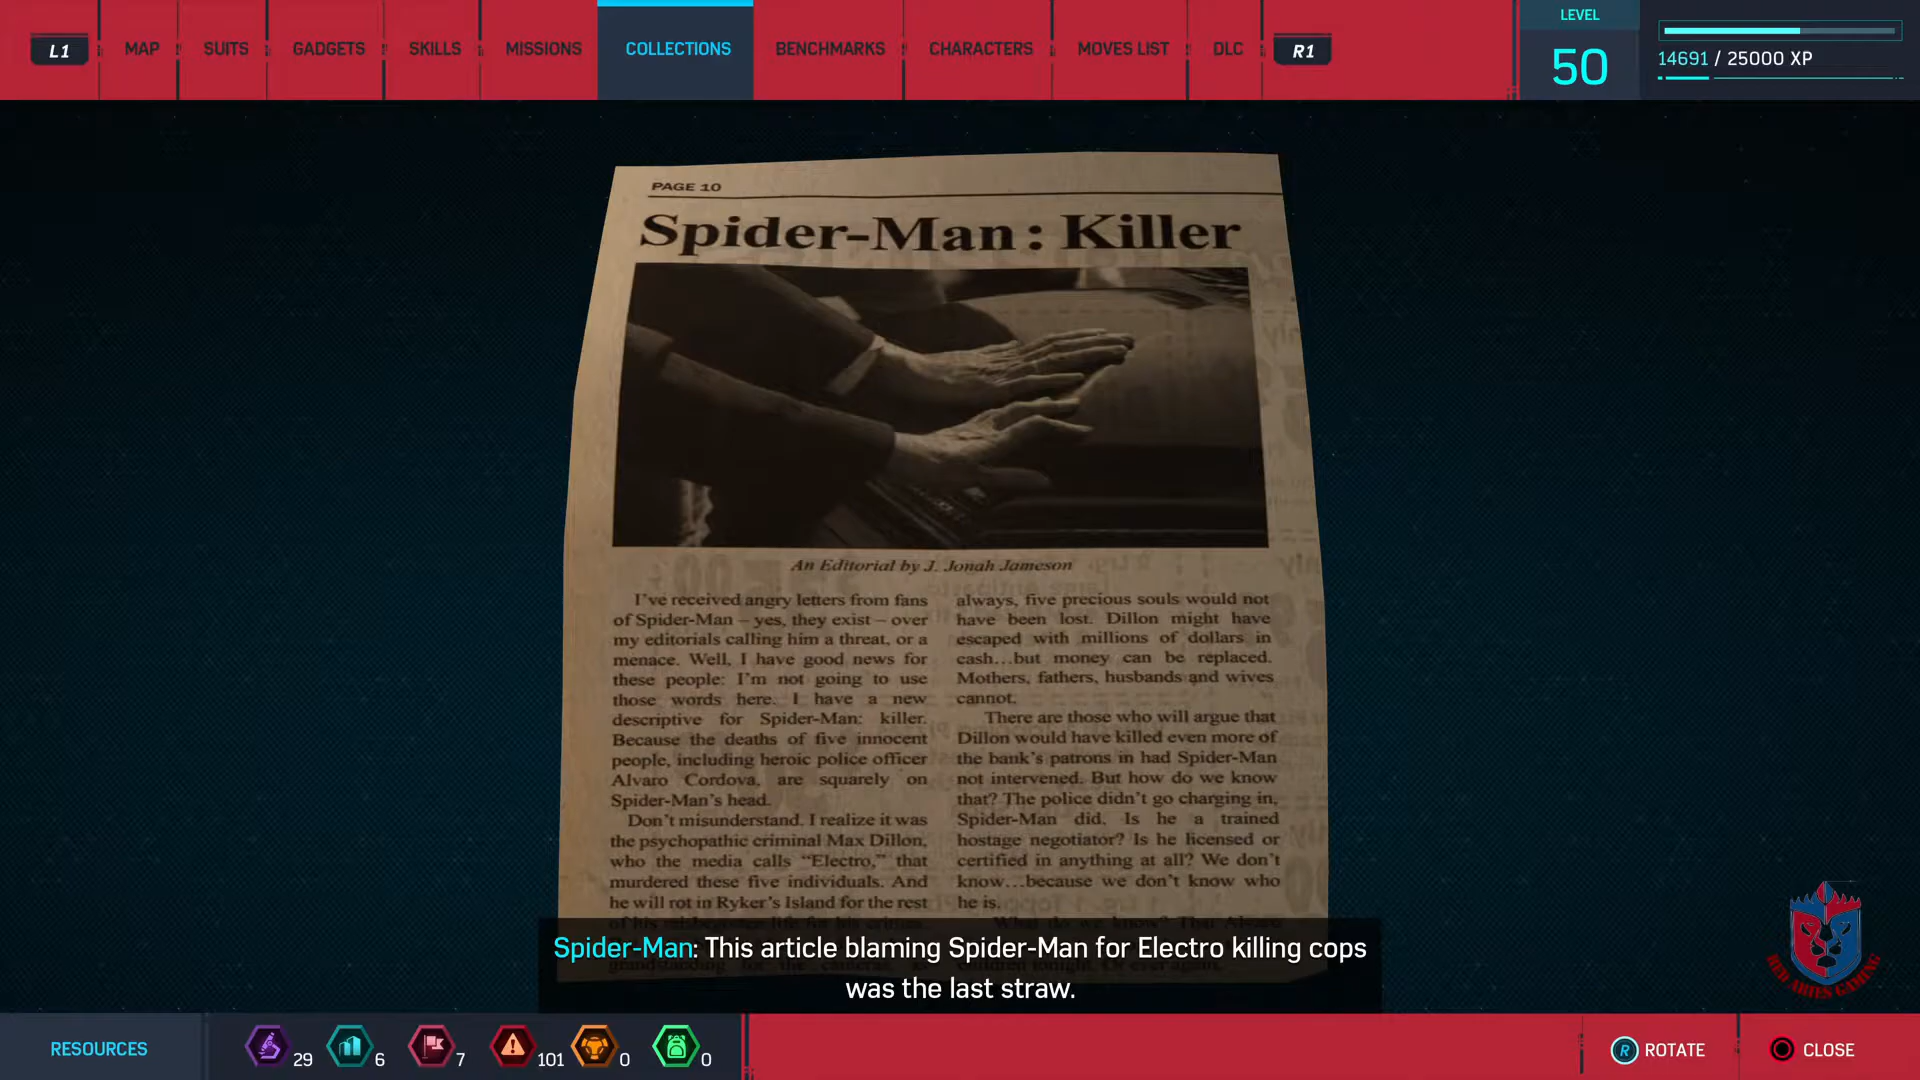 L1
MAP
SUITS
GADGETS
SKILLS
MISSIONS
COLLECTIONS
BENCHMARKS
CHARACTERS
MOVES LIST
DLC
R1
LEVEL
50
14691 / 25000 XP
PAGE 10
Spider-Man: Killer
An Editorial by J. Jonah Jameson
I've received angry letters from fans
of Spider-Man – yes, they exist – over
my editorials calling him a threat, or a
menace. Well, I have good news for
these people: I'm not going to use
those words here. I have a new
descriptive for Spider-Man: killer.
Because the deaths of five innocent
people, including heroic police officer
Alvaro Cordova, are squarely on
Spider-Man's head.
Don't misunderstand. I realize it was
the psychopathic criminal Max Dillon,
who the media calls "Electro," that
murdered these five individuals. And
he will rot in Ryker's Island for the rest
always, five precious souls would not
have been lost. Dillon might have
escaped with millions of dollars in
cash...but money can be replaced.
Mothers, fathers, husbands and wives
cannot.
There are those who will argue that
Dillon would have killed even more of
the bank's patrons in had Spider-Man
not intervened. But how do we know
that? The police didn't go charging in,
Spider-Man did. Is he a trained
hostage negotiator? Is he licensed or
certified in anything at all? We don't
know...because we don't know who
he is.
Spider-Man: This article blaming Spider-Man for Electro killing cops
was the last straw.
RED ARIES GAMING
RESOURCES
29
6
7
101
0
0
R ROTATE
CLOSE